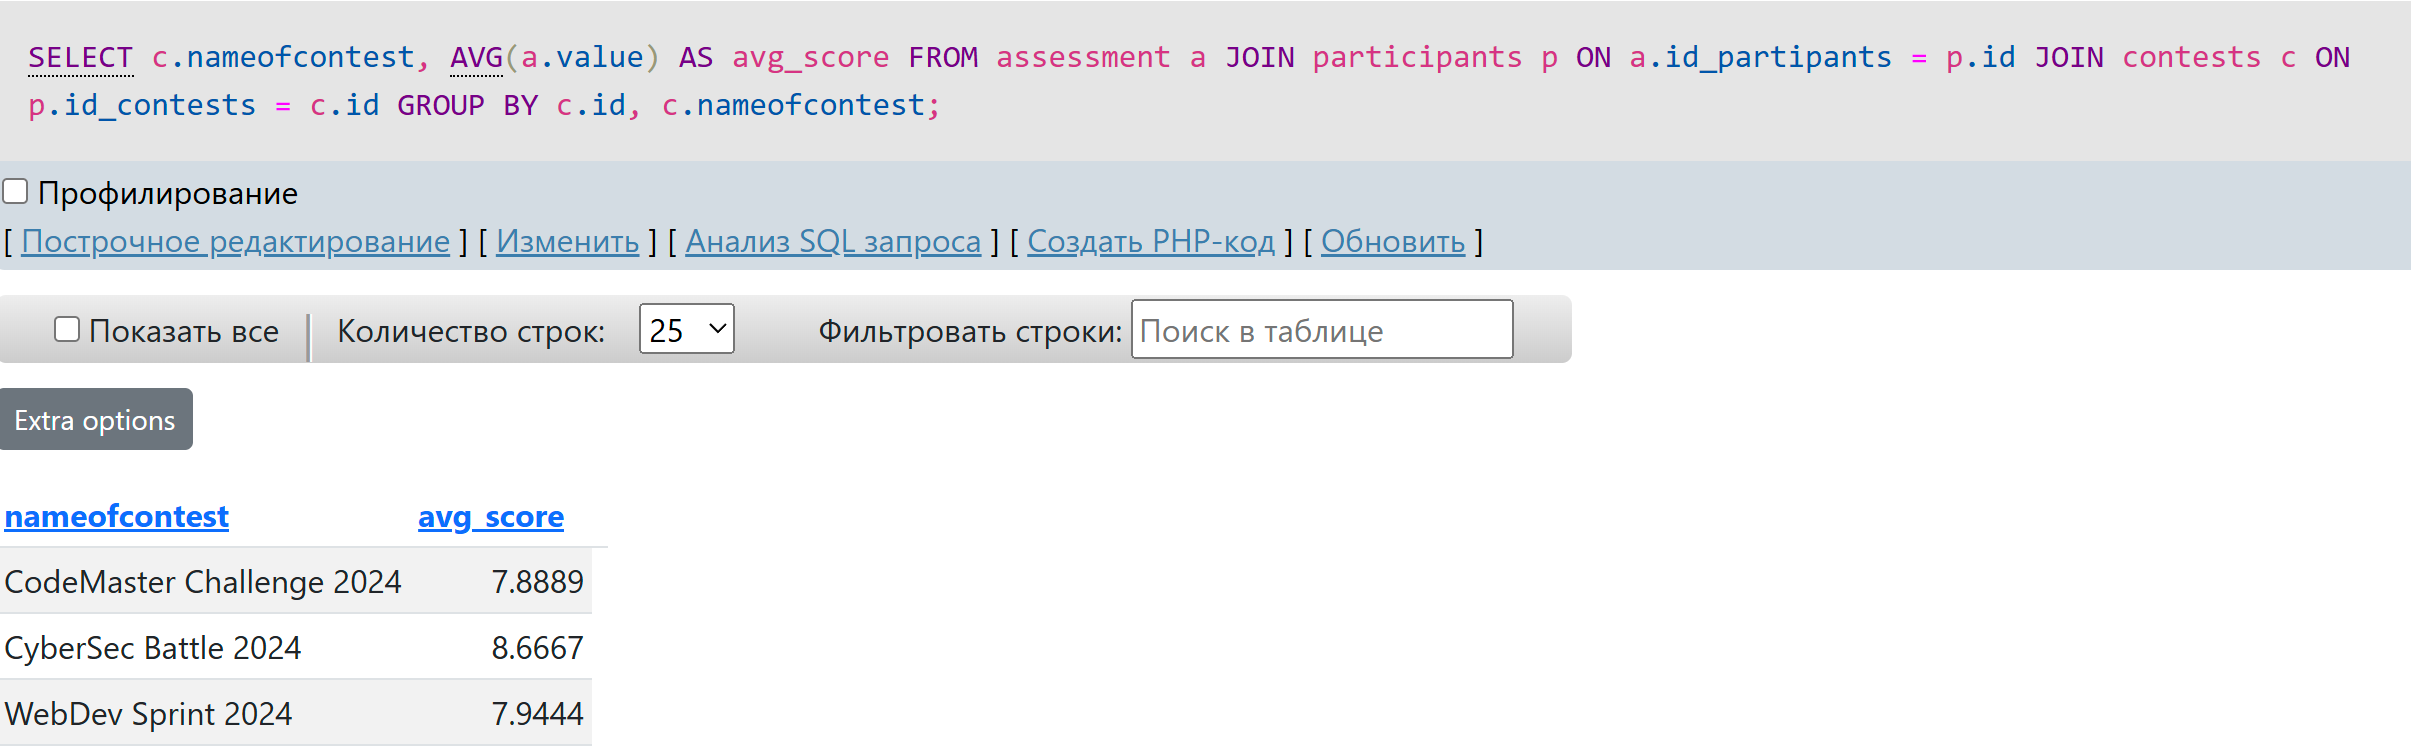 SELECT c.nameofcontest, AVG(a.value) AS avg_score FROM assessment a JOIN participants p ON a.id_partipants = p.id JOIN contests c ON
p.id_contests = c.id GROUP BY c.id, c.nameofcontest;
Профилирование
[ Построчное редактирование ] [ Изменить ] [ Анализ SQL запроса ] [ Создать PHP-код ] [ Обновить ]
Показать все | Количество строк: 25 Фильтровать строки: Поиск в таблице
Extra options
nameofcontest avg_score
CodeMaster Challenge 2024 7.8889
CyberSec Battle 2024 8.6667
WebDev Sprint 2024 7.9444